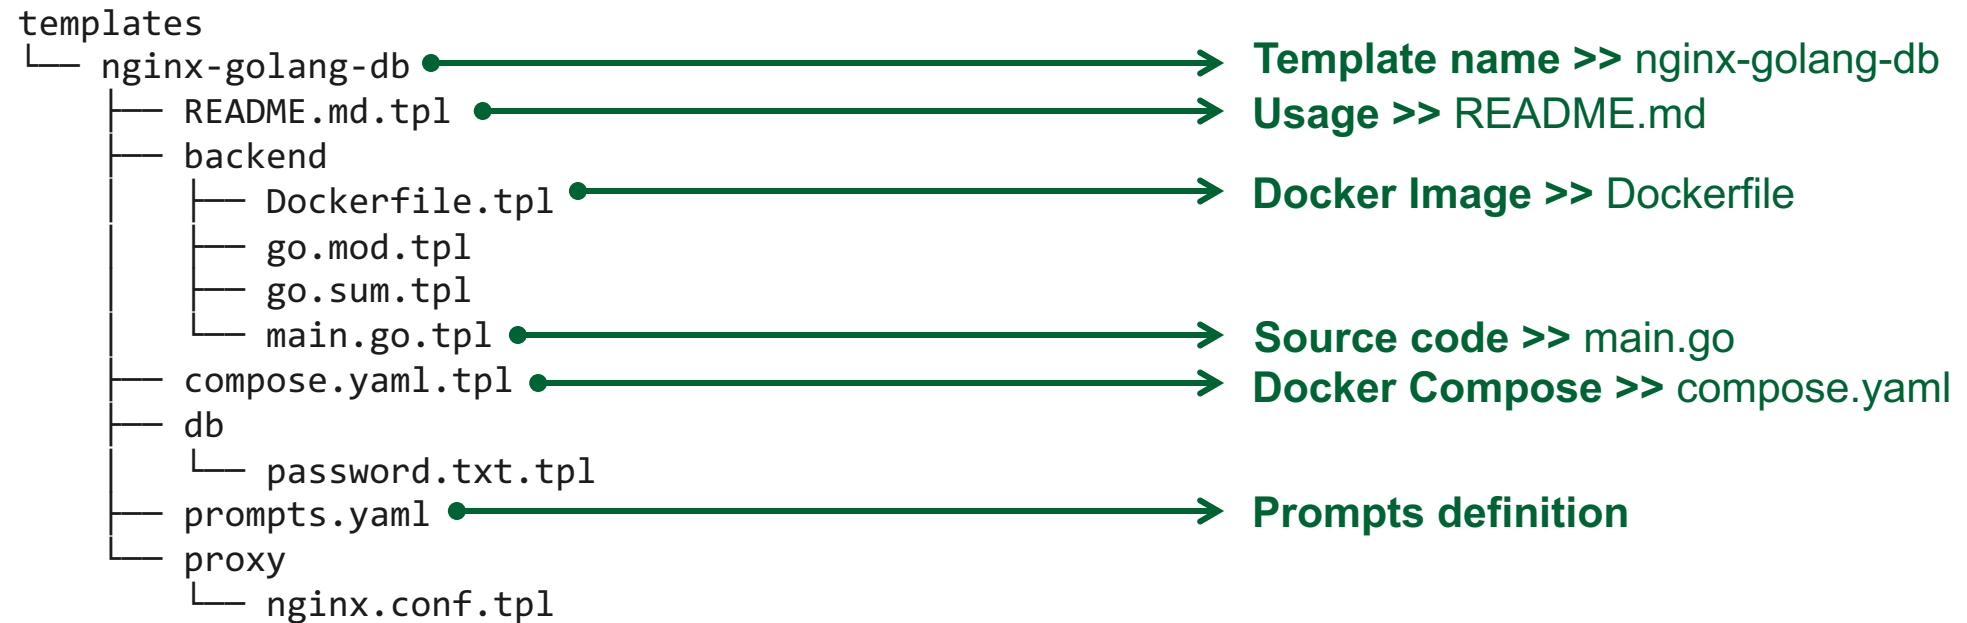 templates
└── nginx-golang-db Template name >> nginx-golang-db
    ├── README.md.tpl Usage >> README.md
    ├── backend
    │   ├── Dockerfile.tpl Docker Image >> Dockerfile
    │   ├── go.mod.tpl
    │   ├── go.sum.tpl
    │   └── main.go.tpl Source code >> main.go
    ├── compose.yaml.tpl Docker Compose >> compose.yaml
    ├── db
    │   └── password.txt.tpl
    ├── prompts.yaml Prompts definition
    └── proxy
        └── nginx.conf.tpl